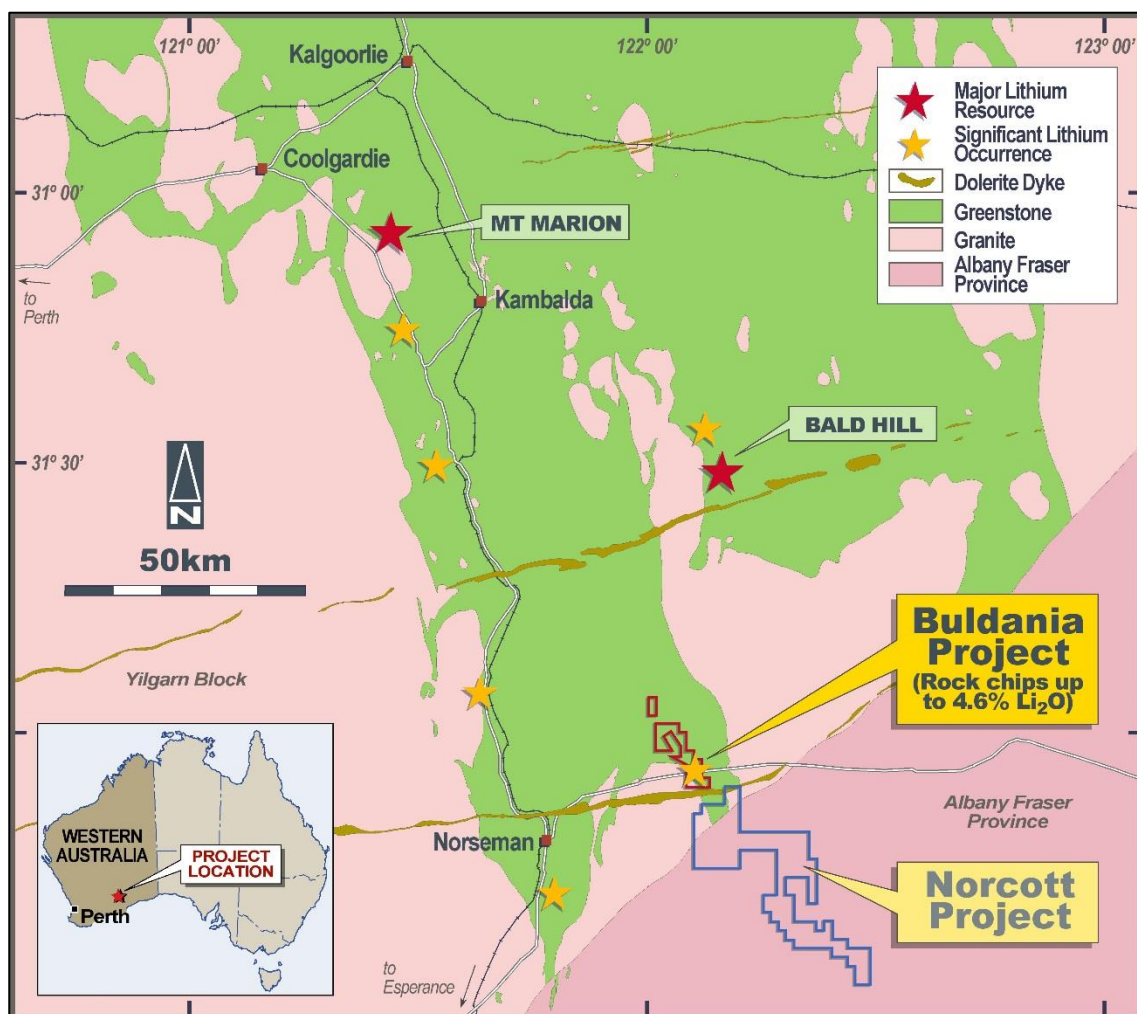 121° 00'
122° 00'
123° 00'
Kalgoorlie
Major Lithium
Resource
Significant Lithium
Occurrence
Dolerite Dyke
Greenstone
Granite
Albany Fraser
Province
Coolgardie
31° 00'
MT MARION
to
Perth
Kambalda
BALD HILL
31° 30'
N
50km
Buldania
Project
(Rock chips up
to 4.6% Li₂O)
Yilgarn Block
WESTERN
AUSTRALIA
PROJECT
LOCATION
Perth
Norseman
Albany Fraser
Province
Norcott
Project
to
Esperance